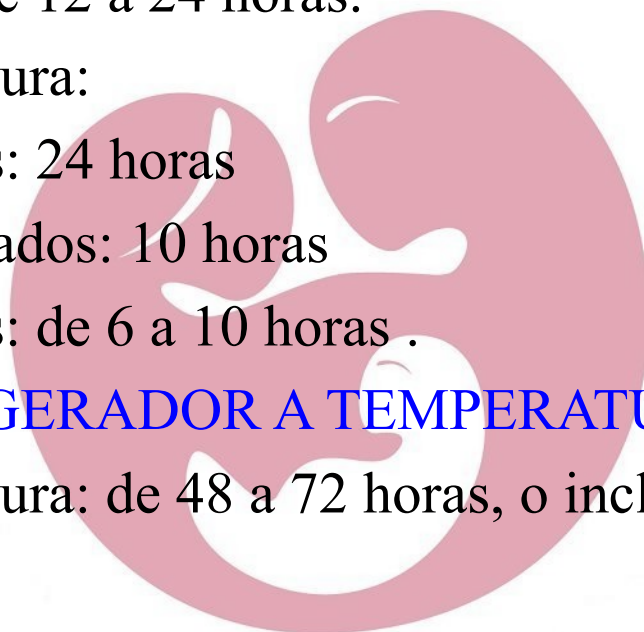 e 12 a 24 horas.
ura:
s: 24 horas
ados: 10 horas
s: de 6 a 10 horas .
GERADOR A TEMPERATU
ura: de 48 a 72 horas, o incl